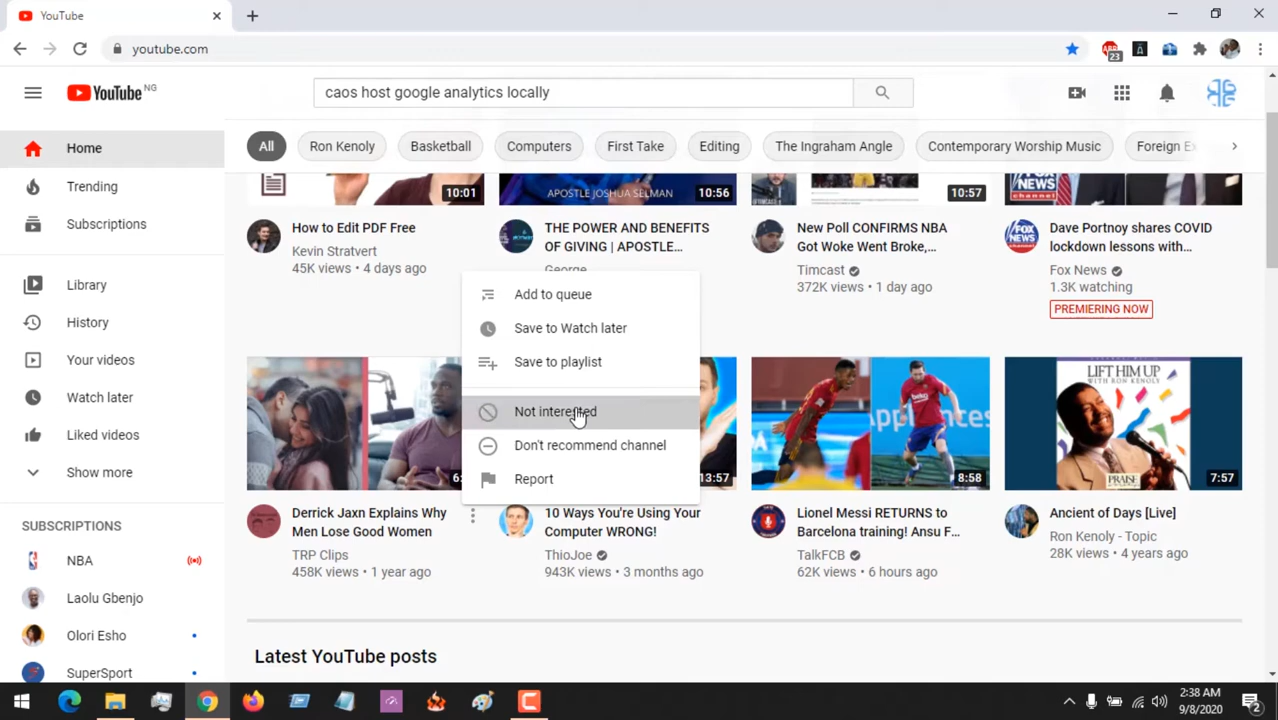 YouTube
youtube.com
23
YouTube NG
caos host google analytics locally
Home
Trending
Subscriptions
Library
History
Your videos
Watch later
Liked videos
Show more
SUBSCRIPTIONS
NBA
Laolu Gbenjo
Olori Esho
SuperSport
All
Ron Kenoly
Basketball
Computers
First Take
Editing
The Ingraham Angle
Contemporary Worship Music
Foreign Ex
10:01
How to Edit PDF Free
Kevin Stratvert
45K views • 4 days ago
APOSTLE JOSHUA SELMAN
10:56
THE POWER AND BENEFITS
OF GIVING | APOSTLE...
George
10:57
New Poll CONFIRMS NBA
Got Woke Went Broke,
Timcast
372K views • 1 day ago
FOX
NEWS
channel
Dave Portnoy shares COVID
lockdown lessons with...
Fox News
1.3K watching
PREMIERING NOW
Add to queue
Save to Watch later
Save to playlist
Not interested
Don't recommend channel
Report
Derrick Jaxn Explains Why
Men Lose Good Women
TRP Clips
458K views • 1 year ago
13:57
10 Ways You're Using Your
Computer WRONG!
ThioJoe
943K views • 3 months ago
8:58
Lionel Messi RETURNS to
Barcelona training! Ansu F...
TalkFCB
62K views • 6 hours ago
LIFT HIM UP
WITH RON KENOLY
PRAISE
7:57
Ancient of Days [Live]
Ron Kenoly - Topic
28K views • 4 years ago
Latest YouTube posts
2:38 AM
9/8/2020
2